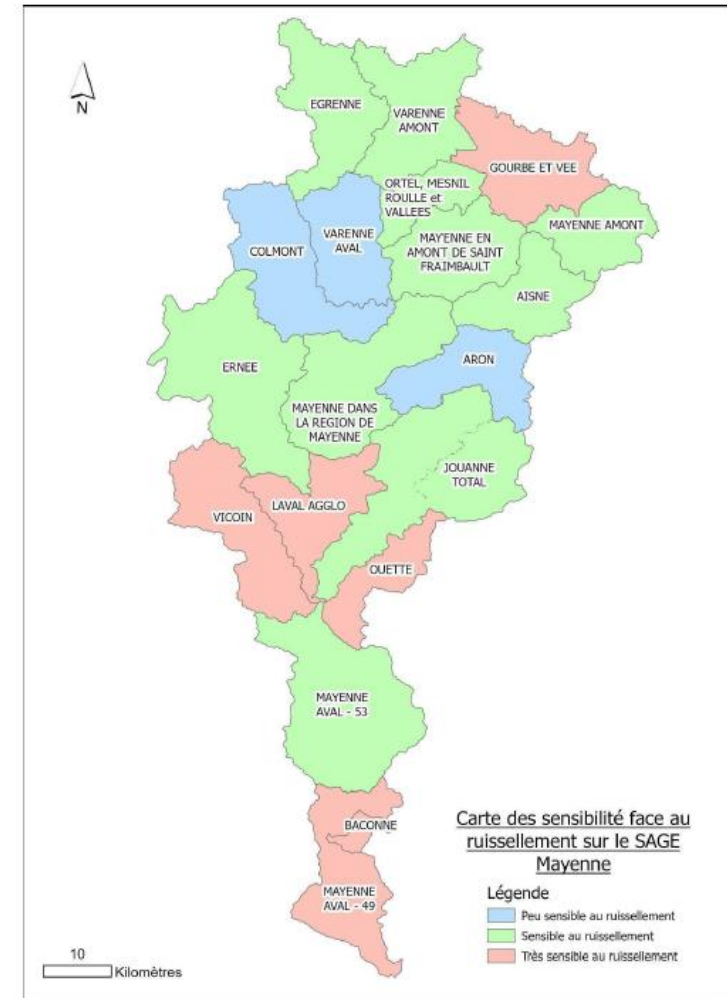 N
EGRENNE
VARENNE
AMONT
GOURBE ET VEE
ORTEL, MESNIL
ROULLE et
VALLEES
MAYENNE AMONT
VARENNE
AVAL
MAYENNE EN
AMONT DE SAINT
FRAIMBAULT
COLMONT
AISNE
ARON
ERNEE
MAYENNE DANS
LA REGION DE
MAYENNE
JOUANNE
TOTAL
LAVAL AGGLO
VICOIN
OUETTE
MAYENNE
AVAL - 53
BACONNE
MAYENNE
AVAL - 49
Carte des sensibilité face au
ruissellement sur le SAGE
Mayenne
Légende
Peu sensible au ruissellement
Sensible au ruissellement
Très sensible au ruissellement
10
Kilomètres